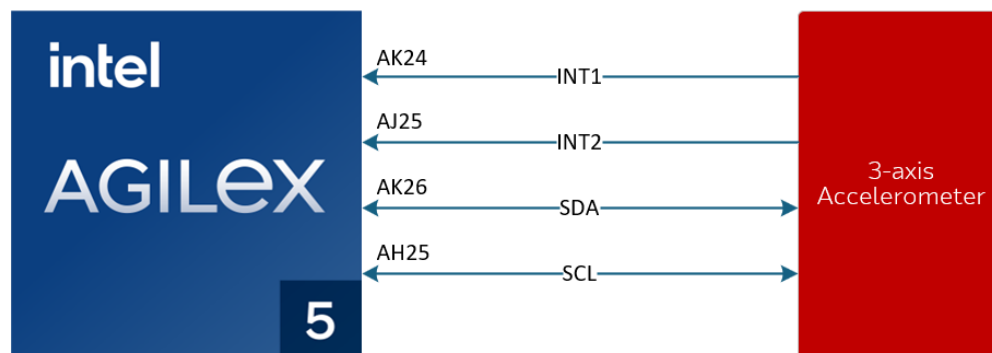 intel
AGILEX
5
AK24
INT1
AJ25
INT2
AK26
SDA
AH25
SCL
3-axis
Accelerometer